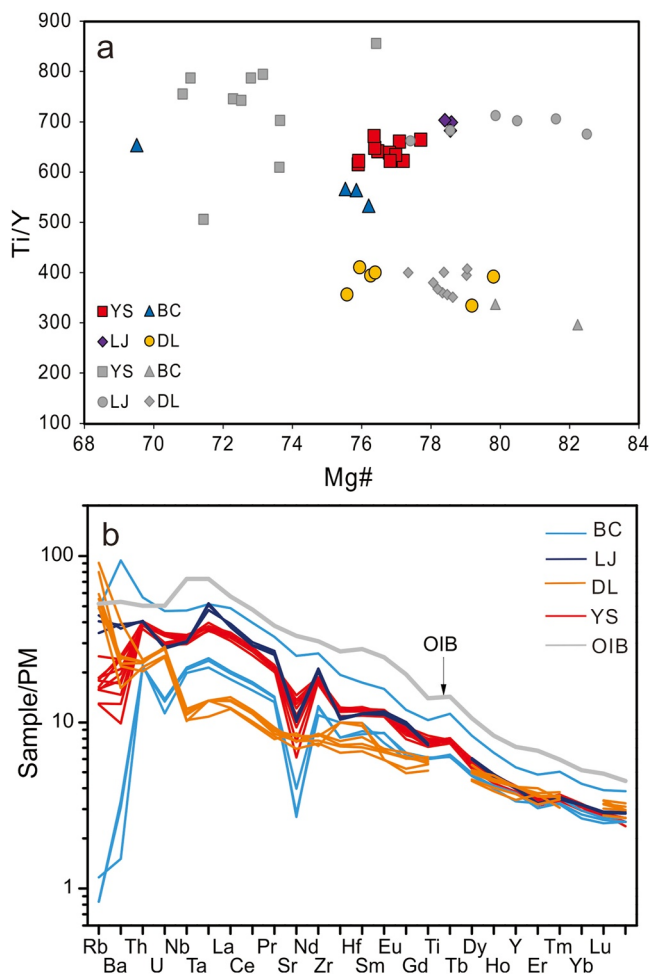 a
900
800
700
600
500
400
300
200
100
Ti/Y
YS BC
LJ DL
YS BC
LJ DL
68 70 72 74 76 78 80 82 84
Mg#
b
BC
LJ
DL
YS
OIB
OIB
100
10
1
Sample/PM
Rb Th Nb La Pr Nd Hf Eu Ti Dy Y Tm Lu
Ba U Ta Ce Sr Zr Sm Gd Tb Ho Er Yb